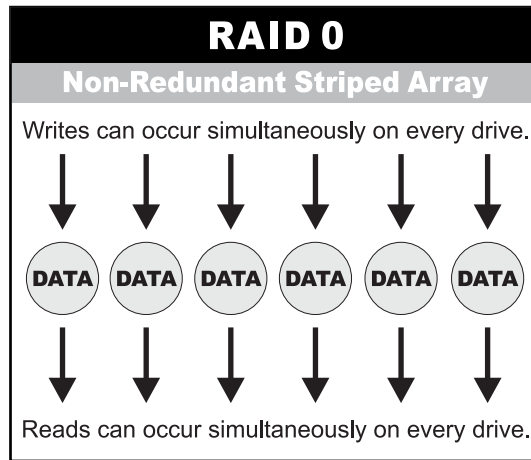 RAID 0
Non-Redundant Striped Array
Writes can occur simultaneously on every drive.
DATA DATA DATA DATA DATA DATA
Reads can occur simultaneously on every drive.